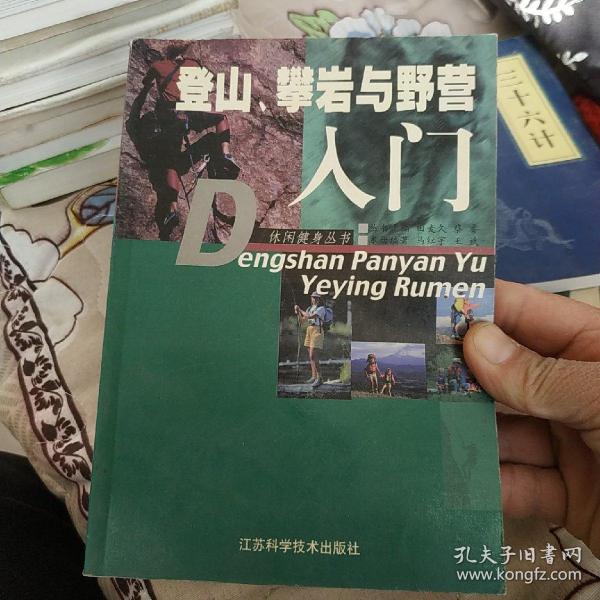 登山、攀岩与野营
入门
休闲健身丛书
Dengshan Panyan Yu
Yeying Rumen
江苏科学技术出版社
三十六计
孔夫子旧书网
www.kongfz.com